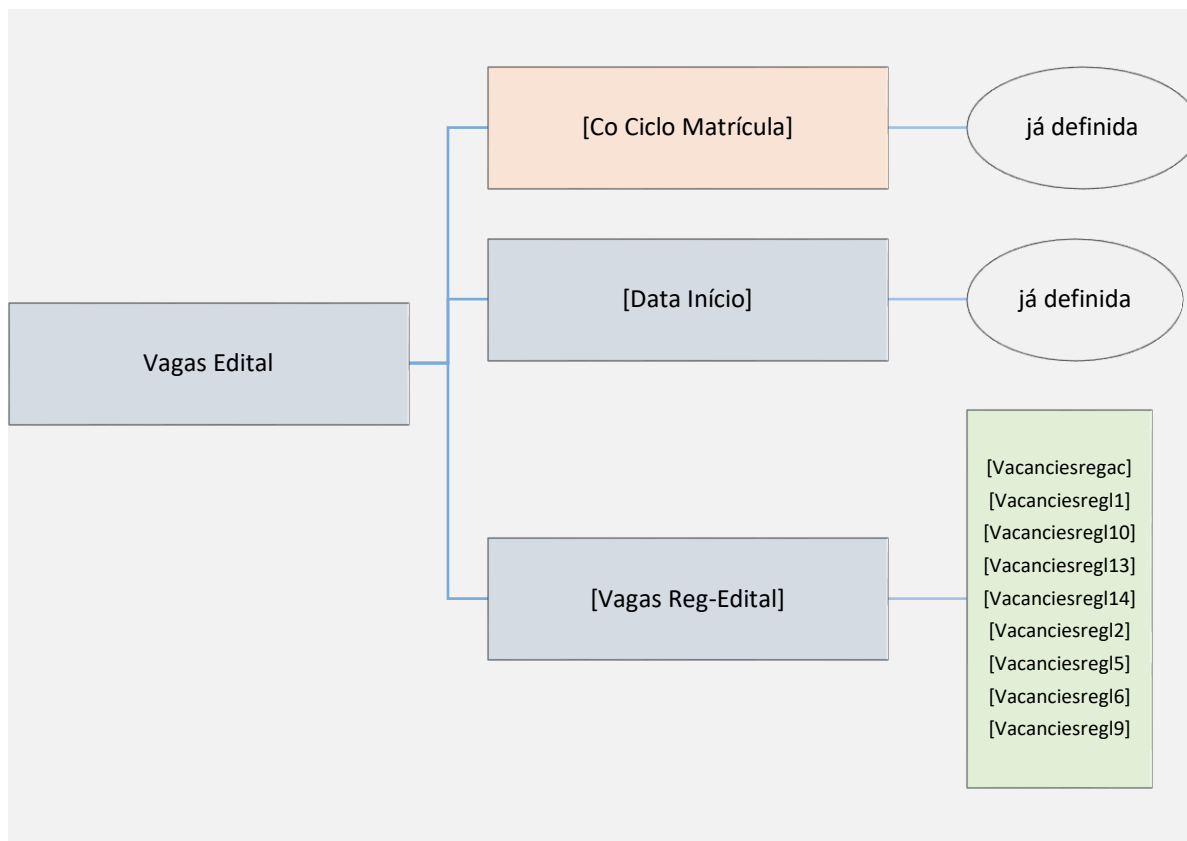 [Co Ciclo Matrícula]
já definida
[Data Início]
já definida
Vagas Edital
[Vagas Reg-Edital]
[Vacanciesregac]
[Vacanciesregl1]
[Vacanciesregl10]
[Vacanciesregl13]
[Vacanciesregl14]
[Vacanciesregl2]
[Vacanciesregl5]
[Vacanciesregl6]
[Vacanciesregl9]